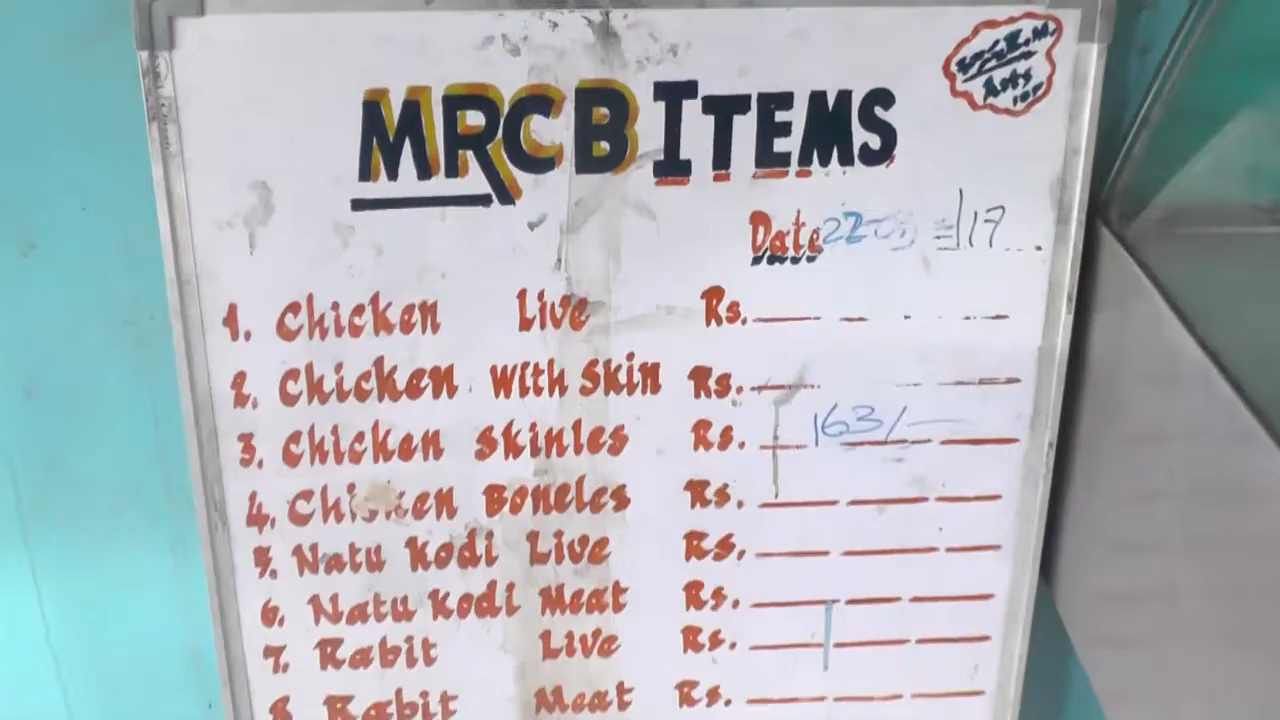 Arts
MRCB ITEMS
Date 22-03 17
1. Chicken Live Rs.
2. Chicken With Skin Rs.
3. Chicken Skinles Rs. 163/-
4. Chicken Boneles Rs.
5. Natu Kodi Live Rs.
6. Natu Kodi Meat Rs.
7. Rabit Live Rs.
8. Rabit Meat Rs.